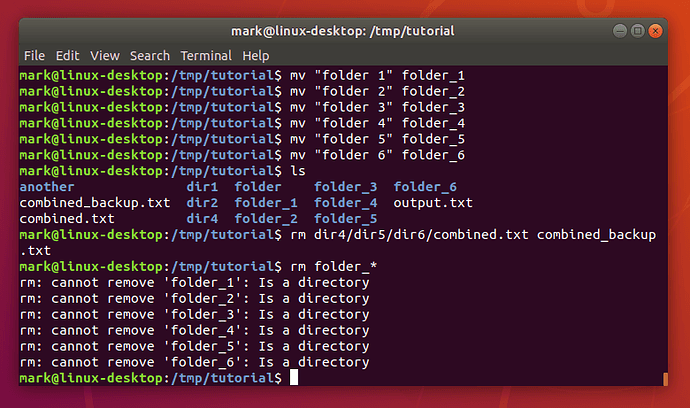 mark@linux-desktop: /tmp/tutorial
File Edit View Search Terminal Help
mark@linux-desktop:/tmp/tutorial$ mv "folder 1" folder_1
mark@linux-desktop:/tmp/tutorial$ mv "folder 2" folder_2
mark@linux-desktop:/tmp/tutorial$ mv "folder 3" folder_3
mark@linux-desktop:/tmp/tutorial$ mv "folder 4" folder_4
mark@linux-desktop:/tmp/tutorial$ mv "folder 5" folder_5
mark@linux-desktop:/tmp/tutorial$ mv "folder 6" folder_6
mark@linux-desktop:/tmp/tutorial$ ls
another dir1 folder folder_3 folder_6
combined_backup.txt dir2 folder_1 folder_4 output.txt
combined.txt dir4 folder_2 folder_5
mark@linux-desktop:/tmp/tutorial$ rm dir4/dir5/dir6/combined.txt combined_backup
.txt
mark@linux-desktop:/tmp/tutorial$ rm folder_*
rm: cannot remove 'folder_1': Is a directory
rm: cannot remove 'folder_2': Is a directory
rm: cannot remove 'folder_3': Is a directory
rm: cannot remove 'folder_4': Is a directory
rm: cannot remove 'folder_5': Is a directory
rm: cannot remove 'folder_6': Is a directory
mark@linux-desktop:/tmp/tutorial$